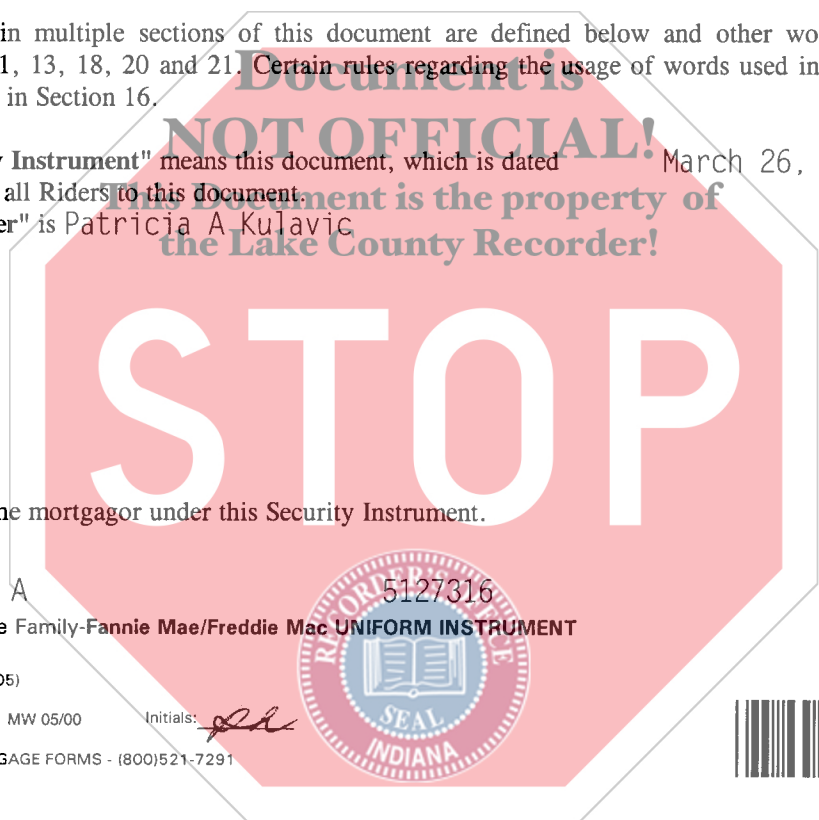 in multiple sections of this document are defined below and other wo
1, 13, 18, 20 and 21. Certain rules regarding the usage of words used in
in Section 16.
Document is
NOT OFFICIAL!
This Document is the property of
the Lake County Recorder!
Instrument" means this document, which is dated March 26,
all Riders to this document.
er" is Patricia A Kulavic
STOP
he mortgagor under this Security Instrument.
A 5127316
e Family-Fannie Mae/Freddie Mac UNIFORM INSTRUMENT
05)
MW 05/00 Initials:
GAGE FORMS - (800)521-7291
RECORDER'S OFFICE
SEAL
INDIANA